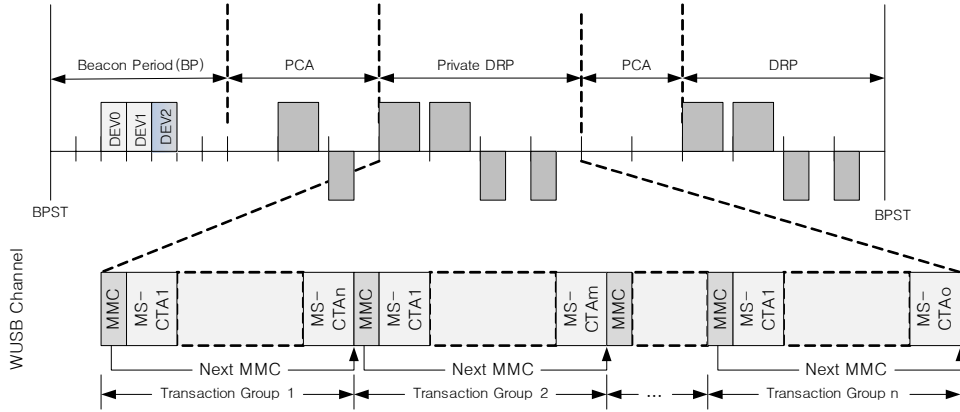 Beacon Period (BP)
PCA
Private DRP
PCA
DRP
DEV0
DEV1
DEV2
BPST
BPST
WUSB Channel
MMC
MS-
CTA1
MS-
CTAn
MMC
MS-
CTA1
MS-
CTAm
MMC
MMC
MS-
CTA1
MS-
CTAo
Next MMC
Next MMC
Next MMC
Transaction Group 1
Transaction Group 2
...
Transaction Group n